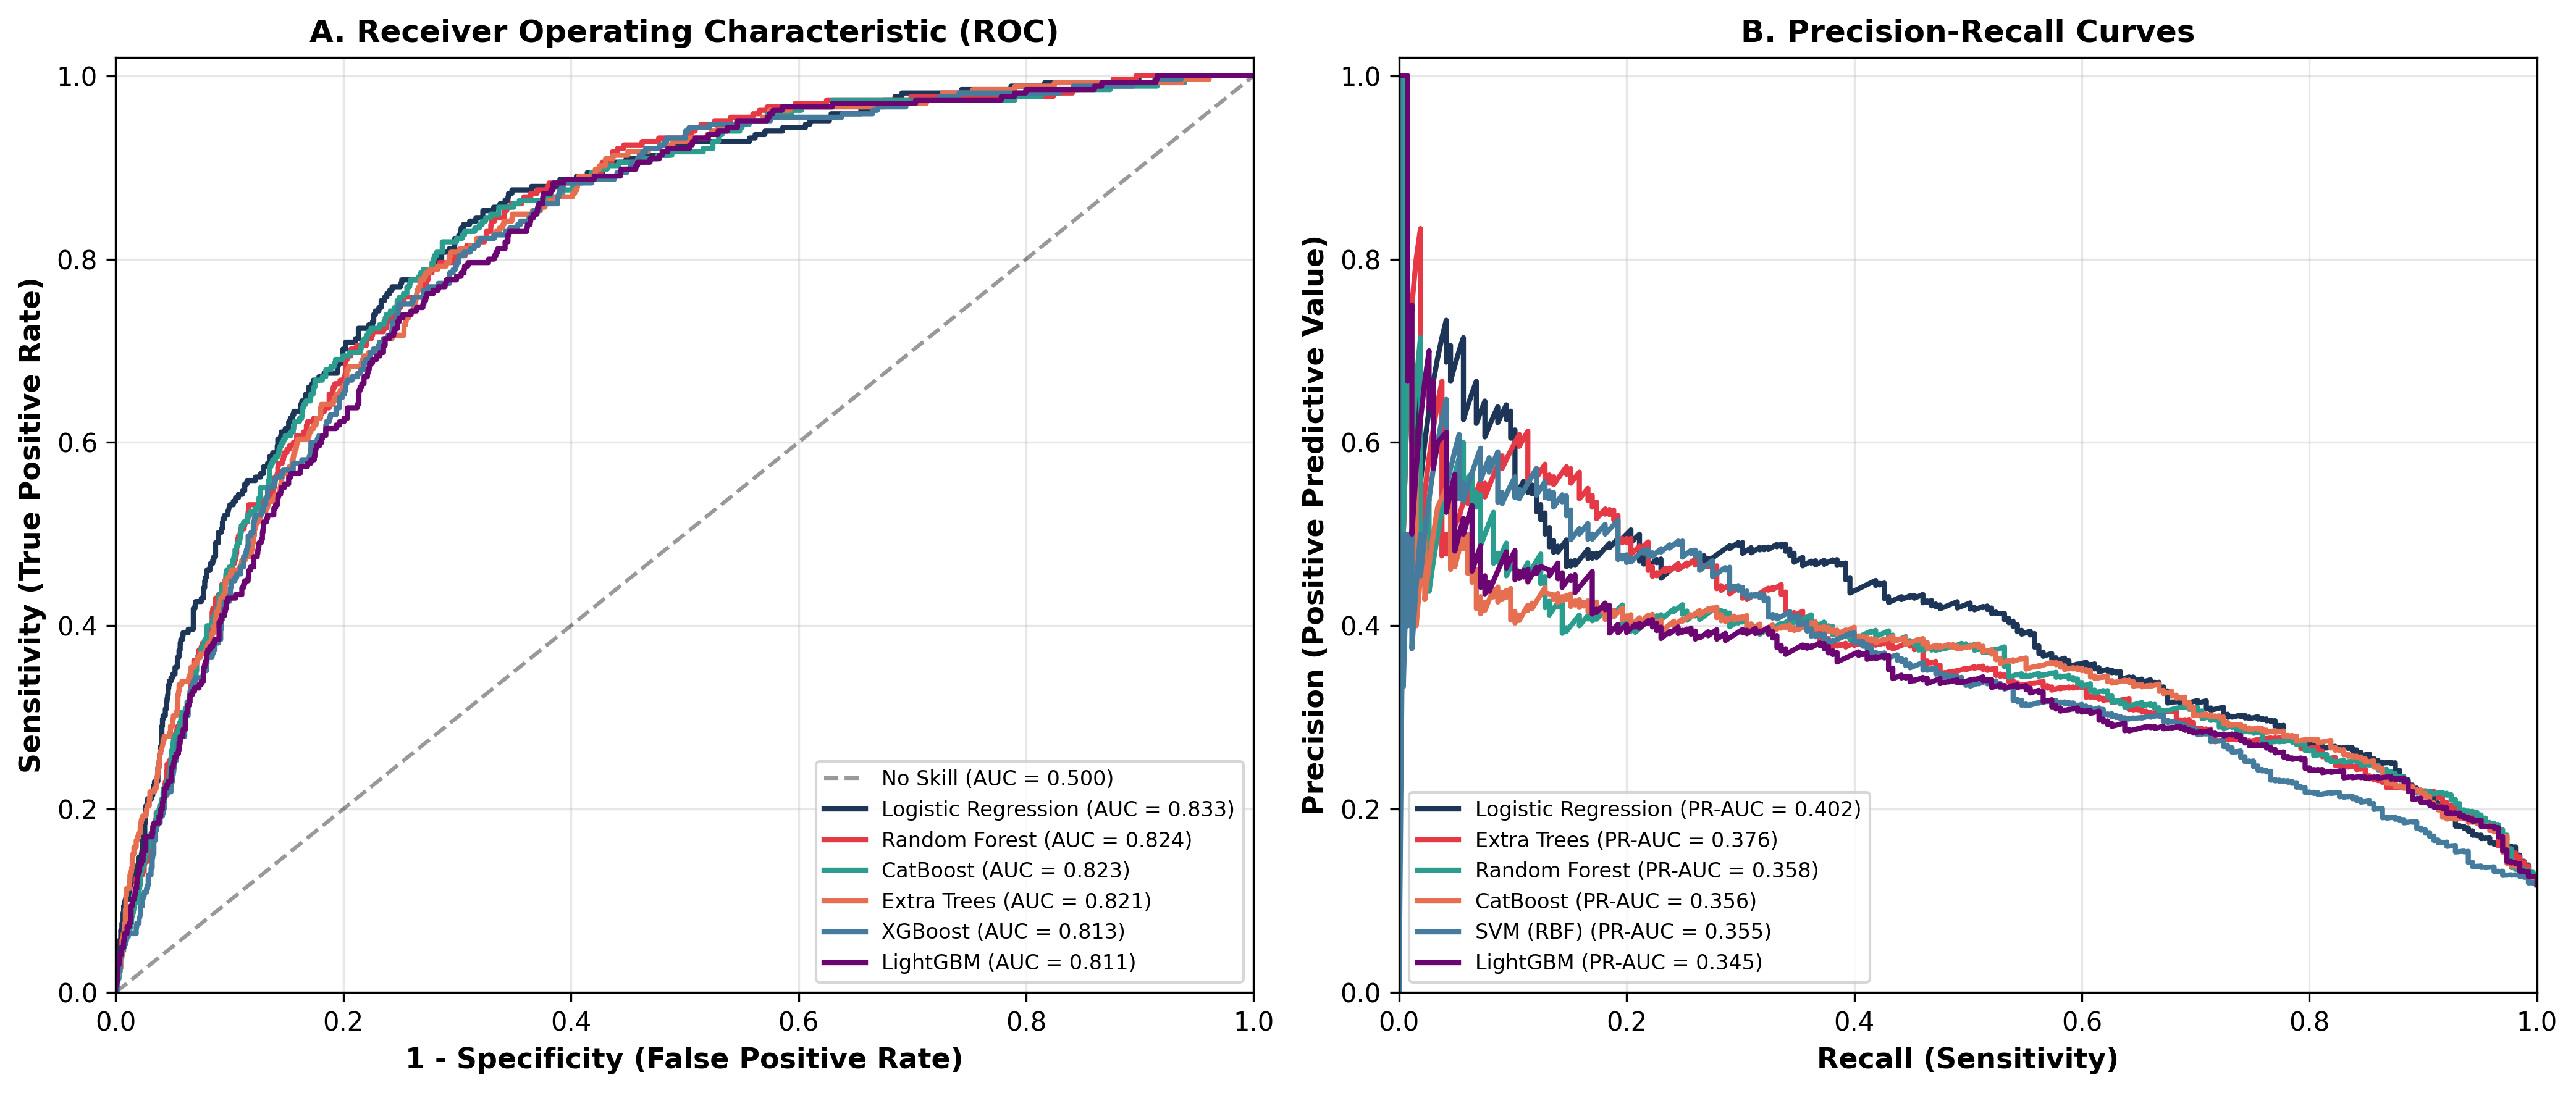 A. Receiver Operating Characteristic (ROC)
Sensitivity (True Positive Rate)
1.0
0.8
0.6
0.4
0.2
0.0
No Skill (AUC = 0.500)
Logistic Regression (AUC = 0.833)
Random Forest (AUC = 0.824)
CatBoost (AUC = 0.823)
Extra Trees (AUC = 0.821)
XGBoost (AUC = 0.813)
LightGBM (AUC = 0.811)
0.0 0.2 0.4 0.6 0.8 1.0
1 - Specificity (False Positive Rate)
B. Precision-Recall Curves
Precision (Positive Predictive Value)
1.0
0.8
0.6
0.4
0.2
0.0
Logistic Regression (PR-AUC = 0.402)
Extra Trees (PR-AUC = 0.376)
Random Forest (PR-AUC = 0.358)
CatBoost (PR-AUC = 0.356)
SVM (RBF) (PR-AUC = 0.355)
LightGBM (PR-AUC = 0.345)
0.0 0.2 0.4 0.6 0.8 1.0
Recall (Sensitivity)